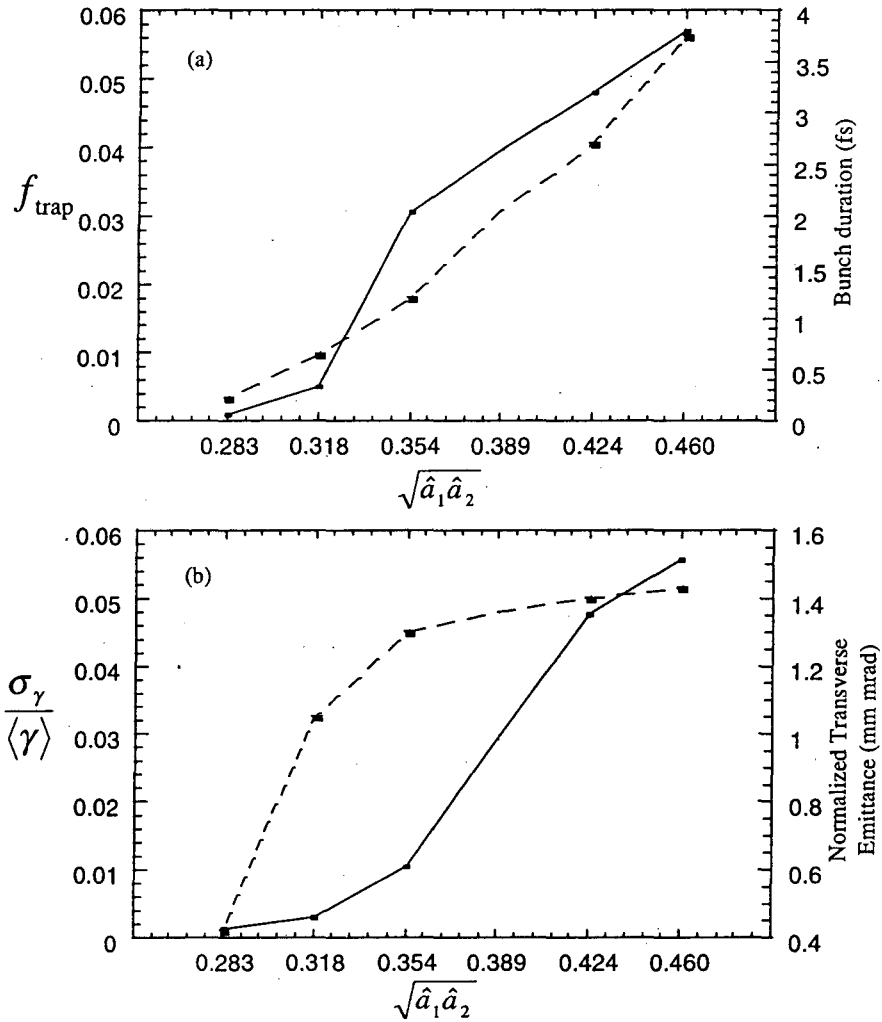 (a)
0.06
0.05
0.04
0.03
0.02
0.01
0
f_trap
4
3.5
3
2.5
2
1.5
1
0.5
0
Bunch duration (fs)
0.283 0.318 0.354 0.389 0.424 0.460
√(â₁â₂)
(b)
0.06
0.05
0.04
0.03
0.02
0.01
0
σ_γ
⟨γ⟩
1.6
1.4
1.2
1
0.8
0.6
0.4
Normalized Transverse
Emittance (mm mrad)
0.283 0.318 0.354 0.389 0.424 0.460
√(â₁â₂)